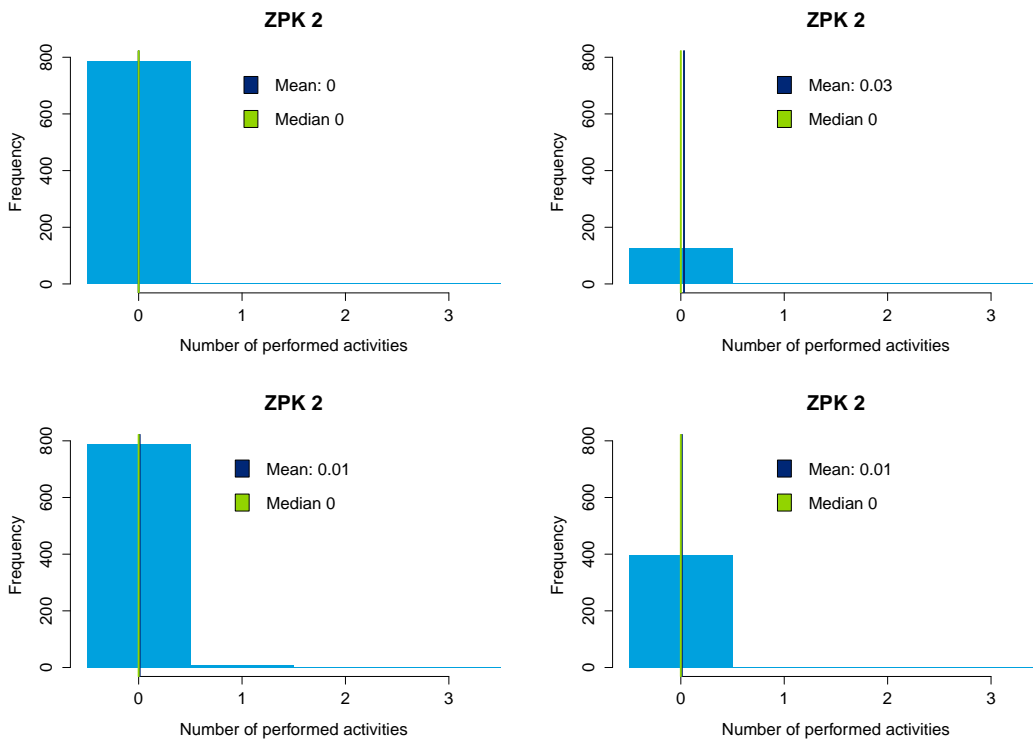 ZPK 2
Frequency
800
600
400
200
0
Mean: 0
Median 0
0 1 2 3
Number of performed activities
ZPK 2
Frequency
800
600
400
200
0
Mean: 0.03
Median 0
0 1 2 3
Number of performed activities
ZPK 2
Frequency
800
600
400
200
0
Mean: 0.01
Median 0
0 1 2 3
Number of performed activities
ZPK 2
Frequency
800
600
400
200
0
Mean: 0.01
Median 0
0 1 2 3
Number of performed activities